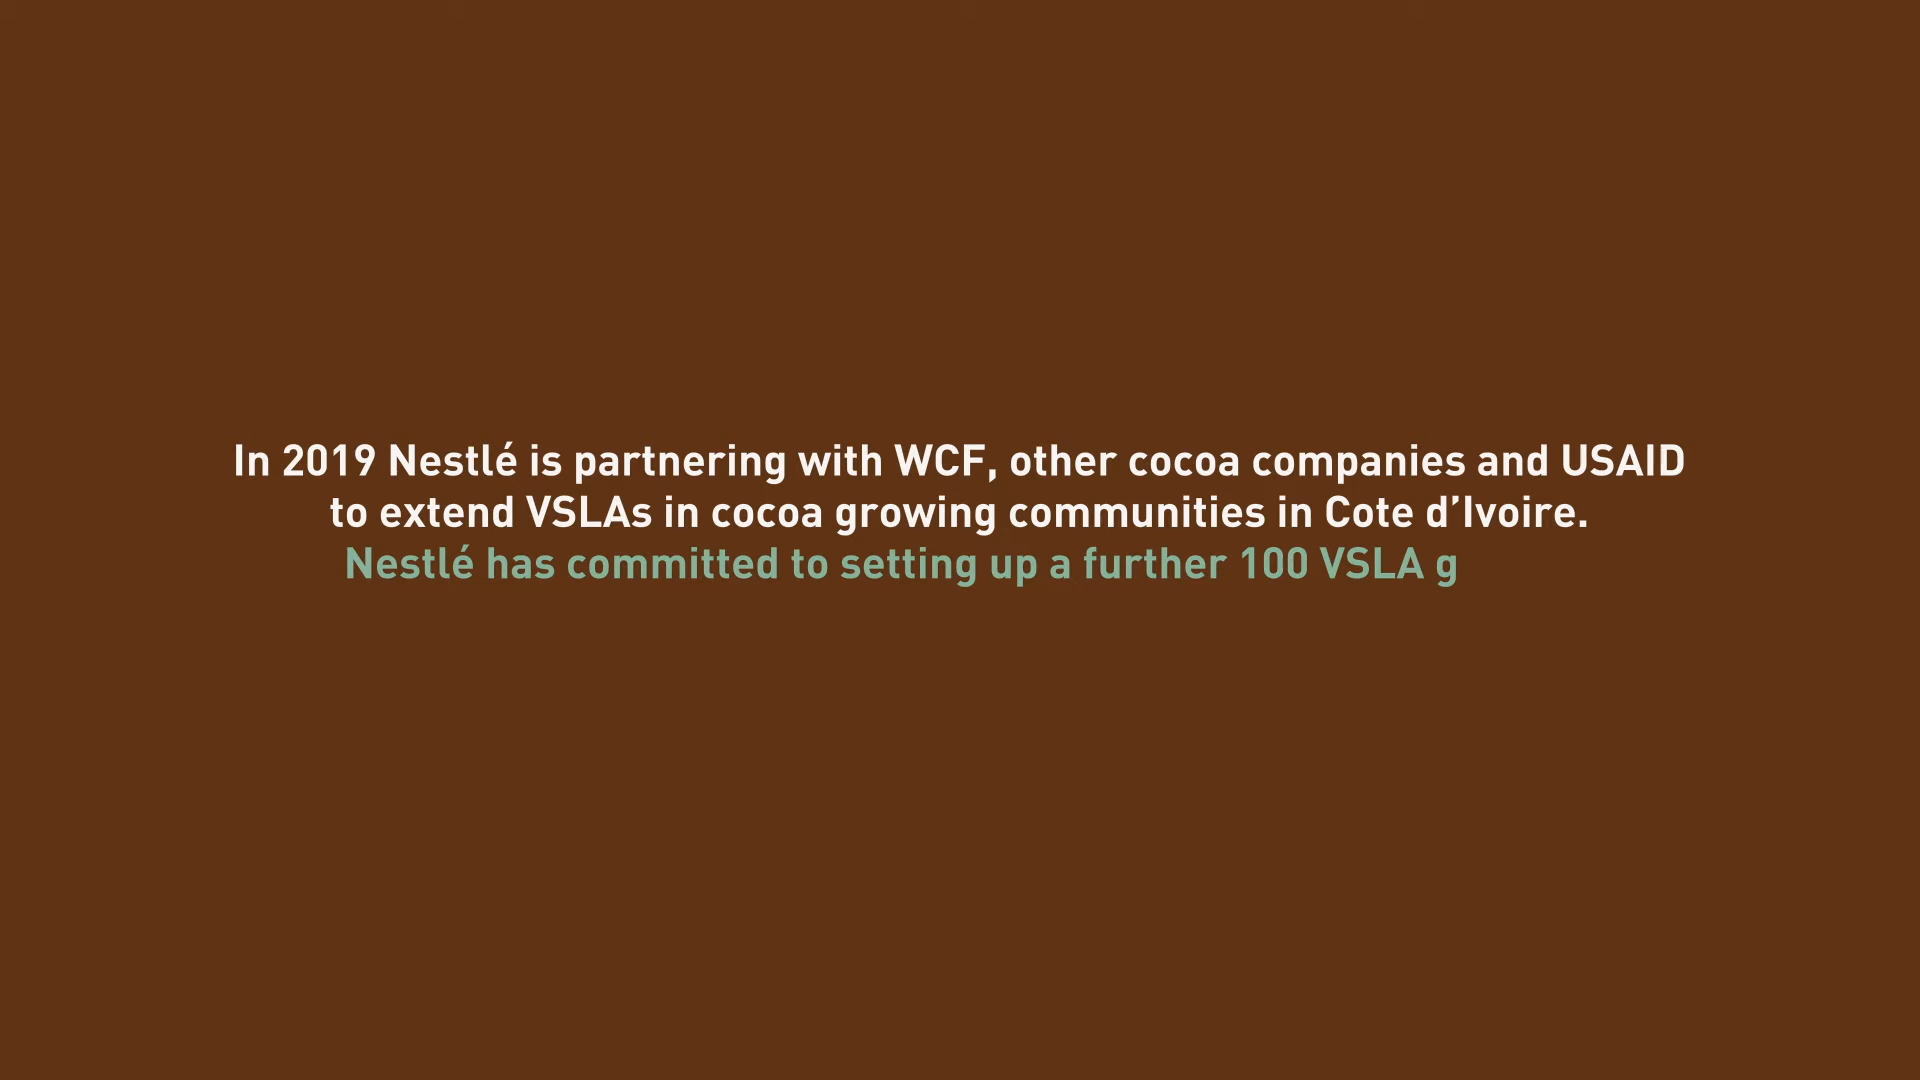 In 2019 Nestlé is partnering with WCF, other cocoa companies and USAID
to extend VSLAs in cocoa growing communities in Cote d’Ivoire.
Nestlé has committed to setting up a further 100 VSLA g